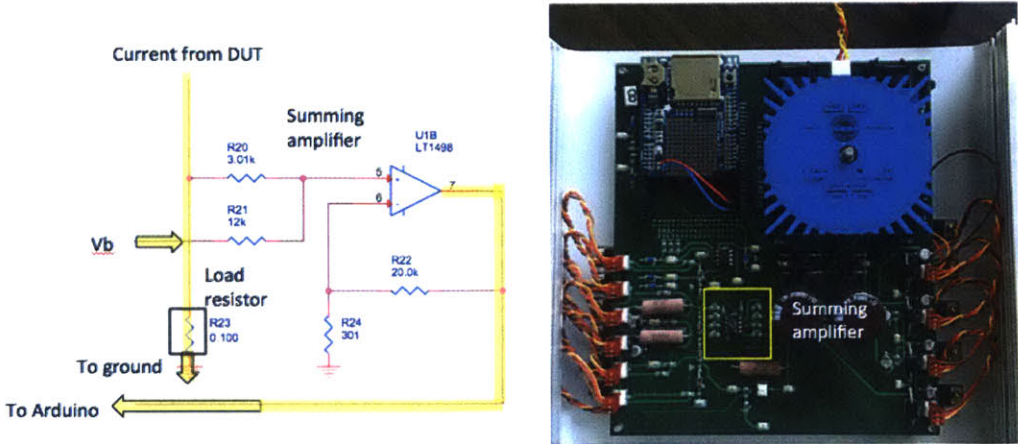 Current from DUT
Summing
amplifier
U1B
LT1498
R20
3.01k
5
7
6
R21
12k
Vb
R22
20.0k
Load
resistor
R24
301
R23
0.100
To ground
To Arduino
Summing
amplifier